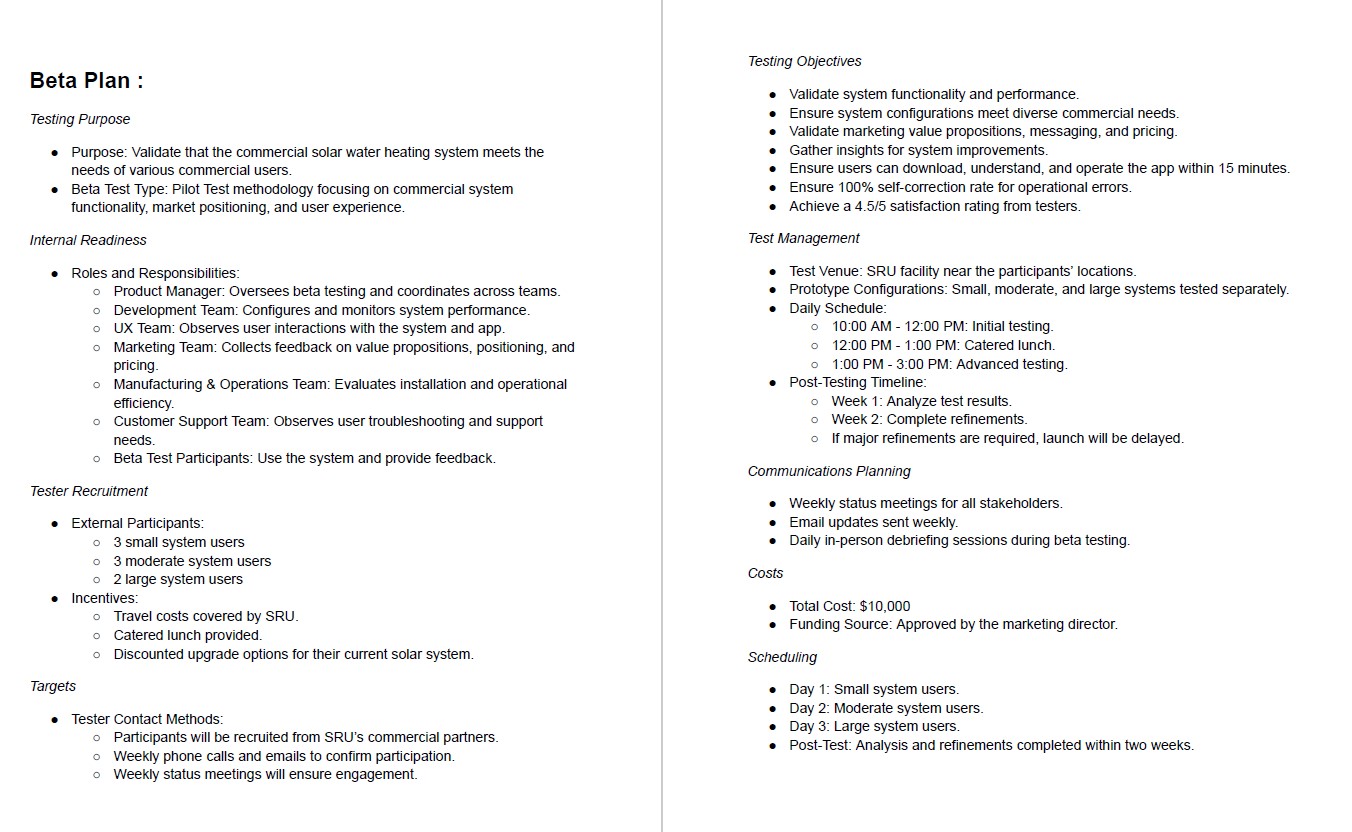 Beta Plan :
Testing Purpose
● Purpose: Validate that the commercial solar water heating system meets the
needs of various commercial users.
● Beta Test Type: Pilot Test methodology focusing on commercial system
functionality, market positioning, and user experience.
Internal Readiness
● Roles and Responsibilities:
○ Product Manager: Oversees beta testing and coordinates across teams.
○ Development Team: Configures and monitors system performance.
○ UX Team: Observes user interactions with the system and app.
○ Marketing Team: Collects feedback on value propositions, positioning, and
pricing.
○ Manufacturing & Operations Team: Evaluates installation and operational
efficiency.
○ Customer Support Team: Observes user troubleshooting and support
needs.
○ Beta Test Participants: Use the system and provide feedback.
Tester Recruitment
● External Participants:
○ 3 small system users
○ 3 moderate system users
○ 2 large system users
● Incentives:
○ Travel costs covered by SRU.
○ Catered lunch provided.
○ Discounted upgrade options for their current solar system.
Targets
● Tester Contact Methods:
○ Participants will be recruited from SRU’s commercial partners.
○ Weekly phone calls and emails to confirm participation.
○ Weekly status meetings will ensure engagement.
Testing Objectives
● Validate system functionality and performance.
● Ensure system configurations meet diverse commercial needs.
● Validate marketing value propositions, messaging, and pricing.
● Gather insights for system improvements.
● Ensure users can download, understand, and operate the app within 15 minutes.
● Ensure 100% self-correction rate for operational errors.
● Achieve a 4.5/5 satisfaction rating from testers.
Test Management
● Test Venue: SRU facility near the participants’ locations.
● Prototype Configurations: Small, moderate, and large systems tested separately.
● Daily Schedule:
○ 10:00 AM - 12:00 PM: Initial testing.
○ 12:00 PM - 1:00 PM: Catered lunch.
○ 1:00 PM - 3:00 PM: Advanced testing.
● Post-Testing Timeline:
○ Week 1: Analyze test results.
○ Week 2: Complete refinements.
○ If major refinements are required, launch will be delayed.
Communications Planning
● Weekly status meetings for all stakeholders.
● Email updates sent weekly.
● Daily in-person debriefing sessions during beta testing.
Costs
● Total Cost: $10,000
● Funding Source: Approved by the marketing director.
Scheduling
● Day 1: Small system users.
● Day 2: Moderate system users.
● Day 3: Large system users.
● Post-Test: Analysis and refinements completed within two weeks.